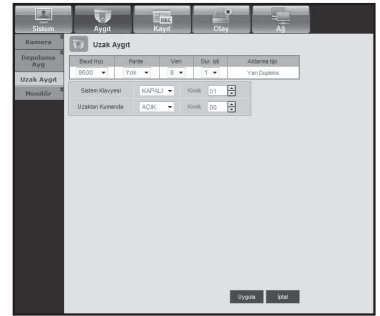 Sistem Aygıt Kayıt Olay Ağ
Kamera
Depolama Ayg.
Uzak Aygıt
Monitör
Uzak Aygıt
Baud Hızı Parite Veri Dur. biti Aktarma tipi
9600 Yok 8 1 Yarı Dupleks
Sistem Klavyesi KAPALI Kimlik 01
Uzaktan Kumanda AÇIK Kimlik 00
Uygula İptal